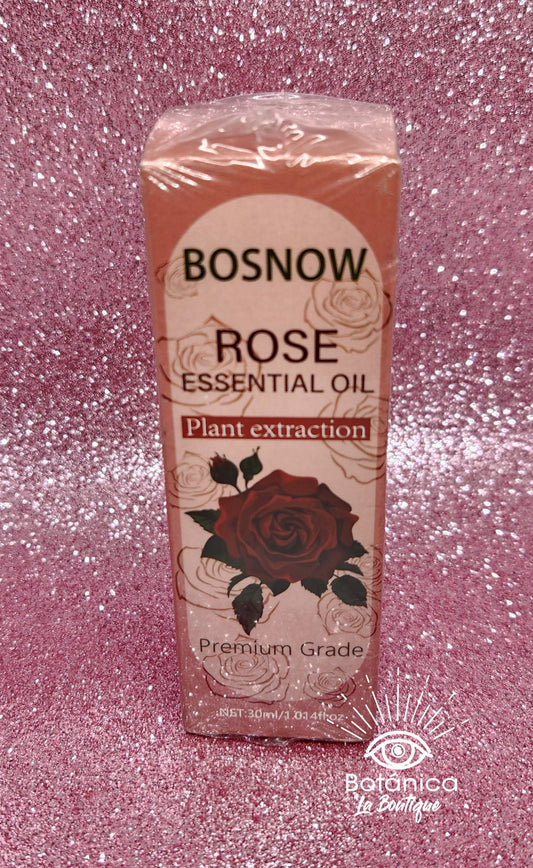 BOSNOW
ROSE
ESSENTIAL OIL
Plant extraction
Premium Grade
NET:30ml/1.014fl.oz
Botánica
La Boutique